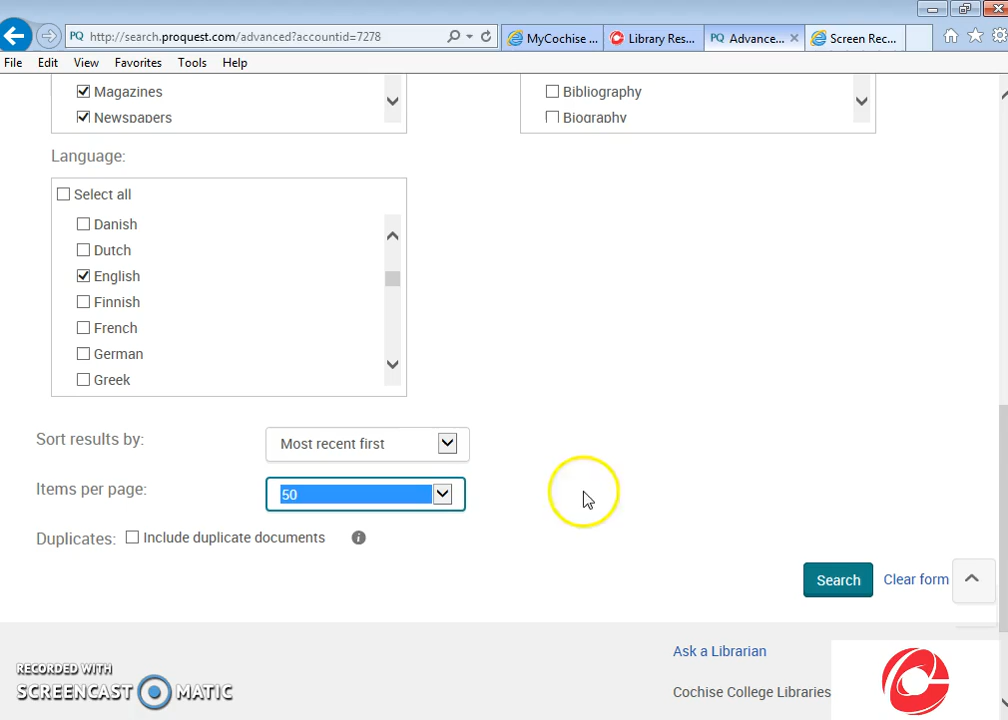 PQ http://search.proquest.com/advanced?accountid=7278
MyCochise ...
Library Res...
PQ Advance...
Screen Rec...
File Edit View Favorites Tools Help
Magazines
Newspapers
Bibliography
Biography
Language:
Select all
Danish
Dutch
English
Finnish
French
German
Greek
Sort results by:
Most recent first
Items per page:
50
Duplicates:
Include duplicate documents
i
Search
Clear form
Ask a Librarian
Cochise College Libraries
RECORDED WITH
SCREENCAST MATIC